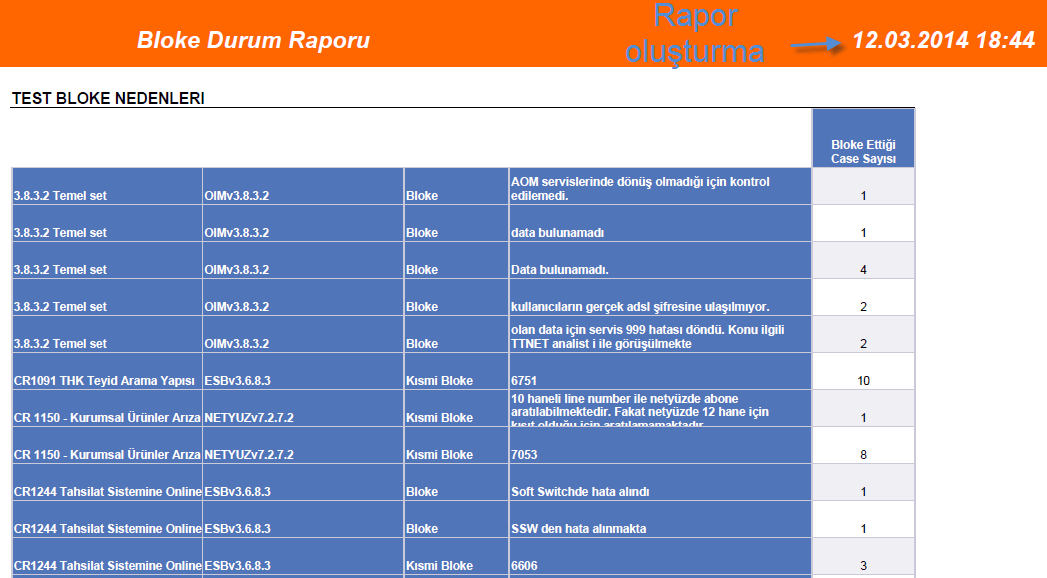 Bloke Durum Raporu
Rapor
oluşturma
12.03.2014 18:44
TEST BLOKE NEDENLERI
Bloke Ettiği
Case Sayısı
3.8.3.2 Temel set OIMv3.8.3.2 Bloke AOM servislerinde dönüş olmadığı için kontrol
edilemedi. 1
3.8.3.2 Temel set OIMv3.8.3.2 Bloke data bulunamadı 1
3.8.3.2 Temel set OIMv3.8.3.2 Bloke Data bulunamadı. 4
3.8.3.2 Temel set OIMv3.8.3.2 Bloke kullanıcıların gerçek adsl şifresine ulaşılmıyor. 2
olan data için servis 999 hatası döndü. Konu ilgili
3.8.3.2 Temel set OIMv3.8.3.2 Bloke TTNET analist i ile görüşülmekte 2
CR1091 THK Teyid Arama Yapısı ESBv3.6.8.3 Kısmi Bloke 6751 10
10 haneli line number ile netyüzde abone
aratılabilmektedir. Fakat netyüzde 12 hane için
CR 1150 - Kurumsal Ürünler Arıza NETYUZv7.2.7.2 Kısmi Bloke kısıt olduğu için aratılamamaktadır 1
CR 1150 - Kurumsal Ürünler Arıza NETYUZv7.2.7.2 Kısmi Bloke 7053 8
CR1244 Tahsilat Sistemine Online ESBv3.6.8.3 Bloke Soft Switchde hata alındı 1
CR1244 Tahsilat Sistemine Online ESBv3.6.8.3 Bloke SSW den hata alınmakta 1
CR1244 Tahsilat Sistemine Online ESBv3.6.8.3 Kısmi Bloke 6606 3